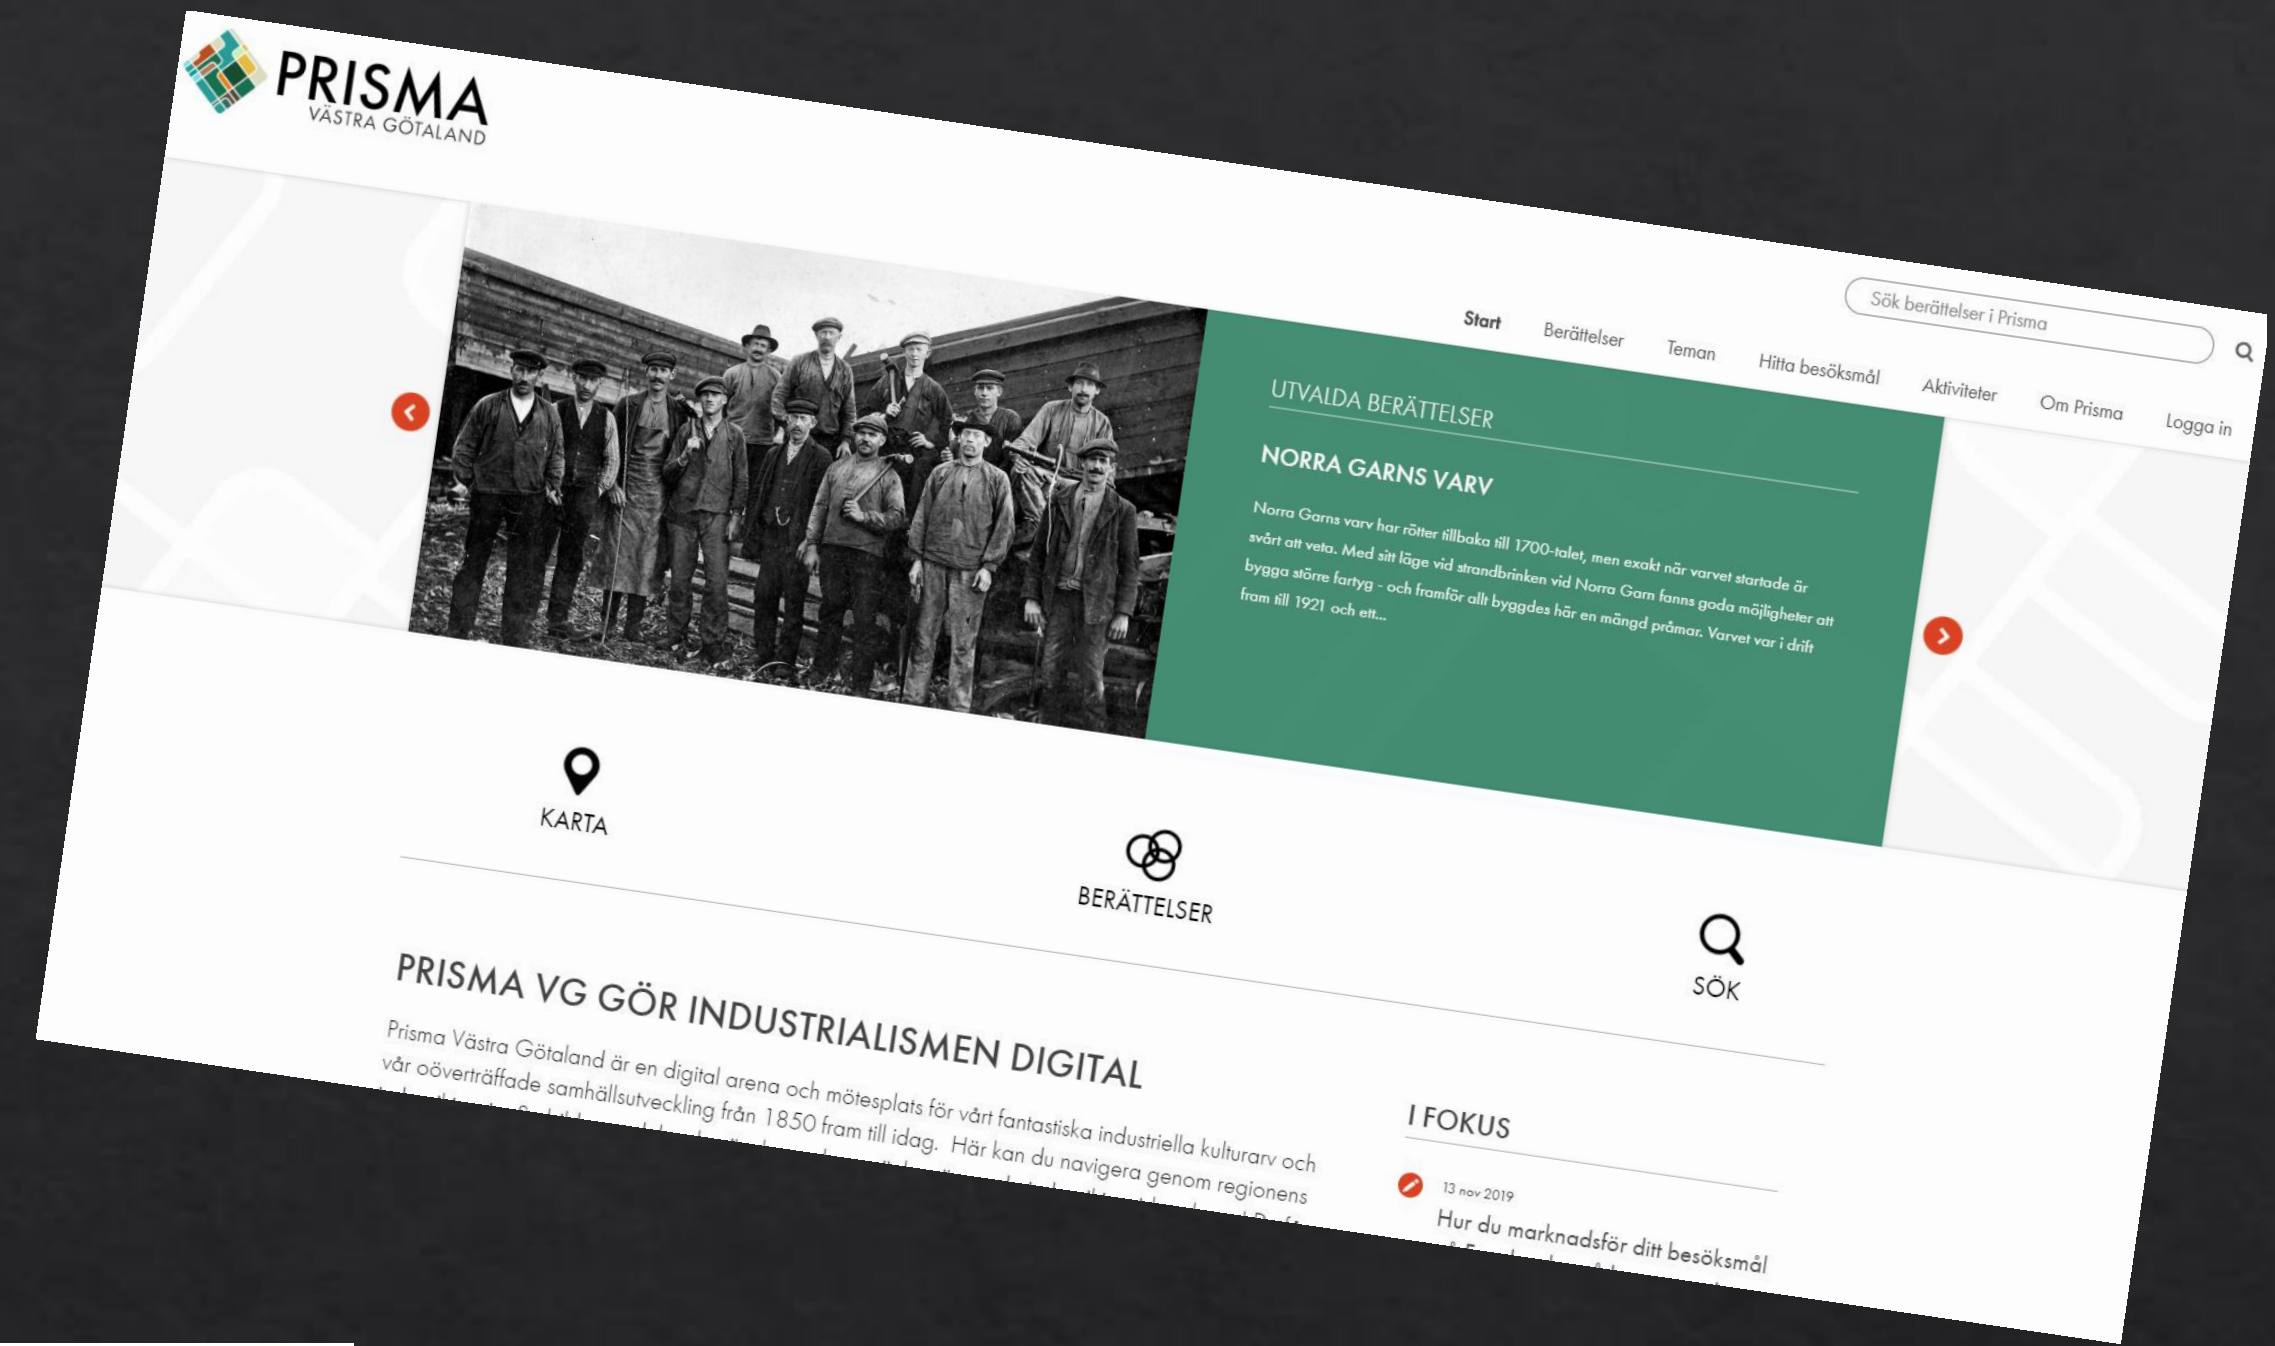 PRISMA
VÄSTRA GÖTALAND
Sök berättelser i Prisma
Start Berättelser Teman Hitta besöksmål Aktiviteter Om Prisma Logga in
UTVALDA BERÄTTELSER
NORRA GARNS VARV
Norra Garns varv har rötter tillbaka till 1700-talet, men exakt när varvet startade är
svårt att veta. Med sitt läge vid strandbrinken vid Norra Garn fanns goda möjligheter att
bygga större fartyg - och framför allt byggdes här en mängd pråmar. Varvet var i drift
fram till 1921 och ett...
KARTA
BERÄTTELSER
SÖK
PRISMA VG GÖR INDUSTRIALISMEN DIGITAL
Prisma Västra Götaland är en digital arena och mötesplats för vårt fantastiska industriella kulturarv och
vår oöverträffade samhällsutveckling från 1850 fram till idag. Här kan du navigera genom regionens
I FOKUS
13 nov 2019
Hur du marknadsför ditt besöksmål